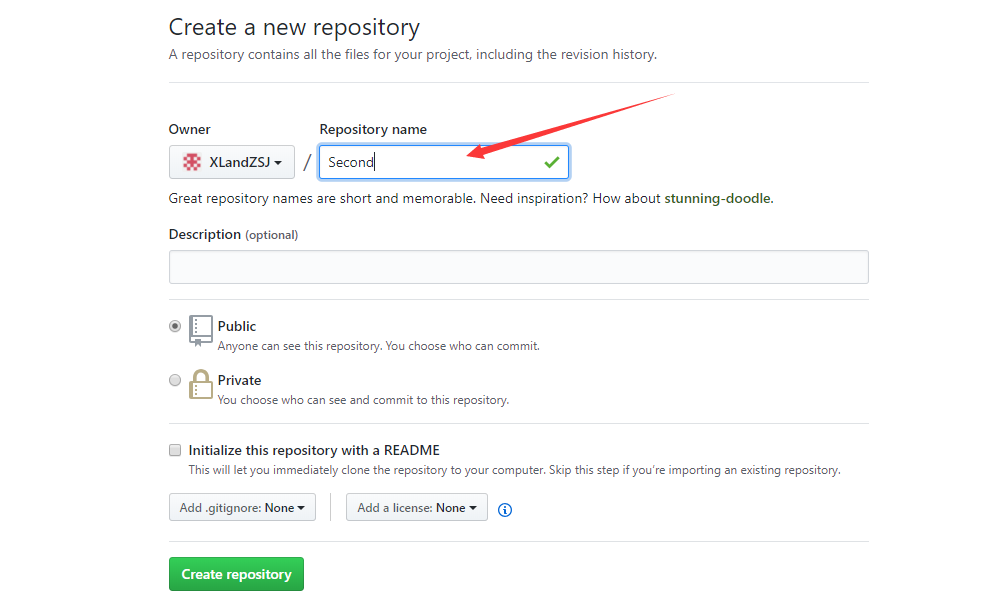 Create a new repository
A repository contains all the files for your project, including the revision history.
Owner Repository name
XLandZSJ / Second
Great repository names are short and memorable. Need inspiration? How about stunning-doodle.
Description (optional)
Public
Anyone can see this repository. You choose who can commit.
Private
You choose who can see and commit to this repository.
Initialize this repository with a README
This will let you immediately clone the repository to your computer. Skip this step if you're importing an existing repository.
Add .gitignore: None Add a license: None
Create repository